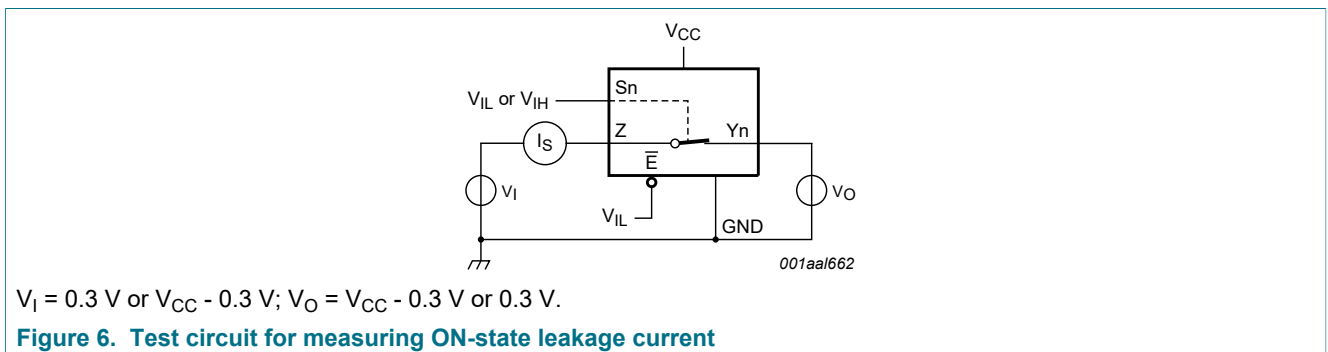 VCC
Sn
VIL or VIH
Z
Yn
IS
E
VI
VO
VIL
GND
001aal662
VI = 0.3 V or VCC - 0.3 V; VO = VCC - 0.3 V or 0.3 V.
Figure 6. Test circuit for measuring ON-state leakage current